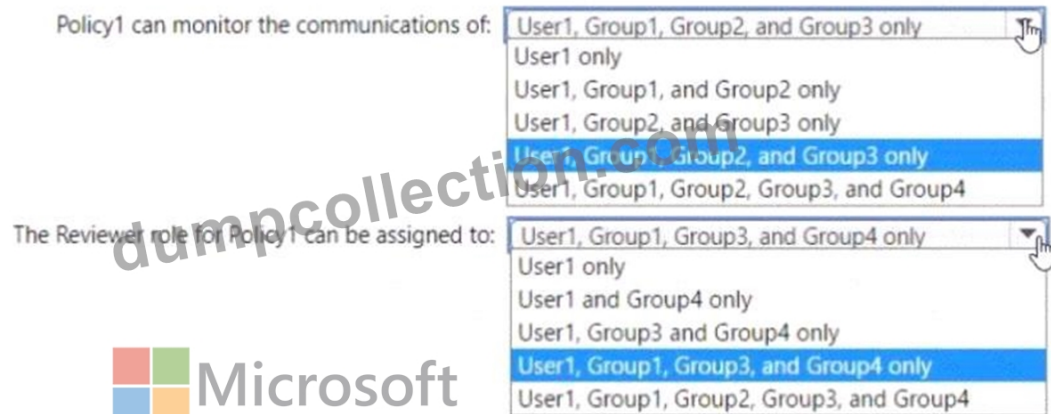 Policy1 can monitor the communications of: User1, Group1, Group2, and Group3 only
User1 only
User1, Group1, and Group2 only
User1, Group2, and Group3 only
User1, Group1, Group2, and Group3 only
User1, Group1, Group2, Group3, and Group4
dumpcollection.com
The Reviewer role for Policy1 can be assigned to: User1, Group1, Group3, and Group4 only
User1 only
User1 and Group4 only
User1, Group3 and Group4 only
User1, Group1, Group3, and Group4 only
User1, Group1, Group2, Group3, and Group4
Microsoft